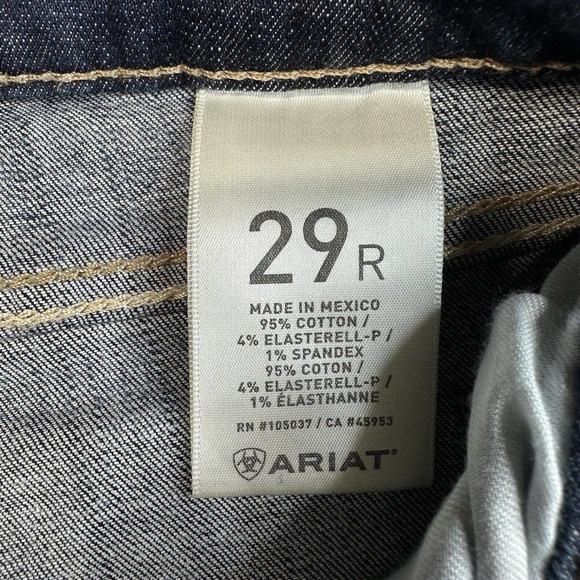 29 R
MADE IN MEXICO
95% COTTON /
4% ELASTERELL-P /
1% SPANDEX
95% COTON /
4% ELASTERELL-P /
1% ÉLASTHANNE
RN #105037 / CA #45953
ARIAT